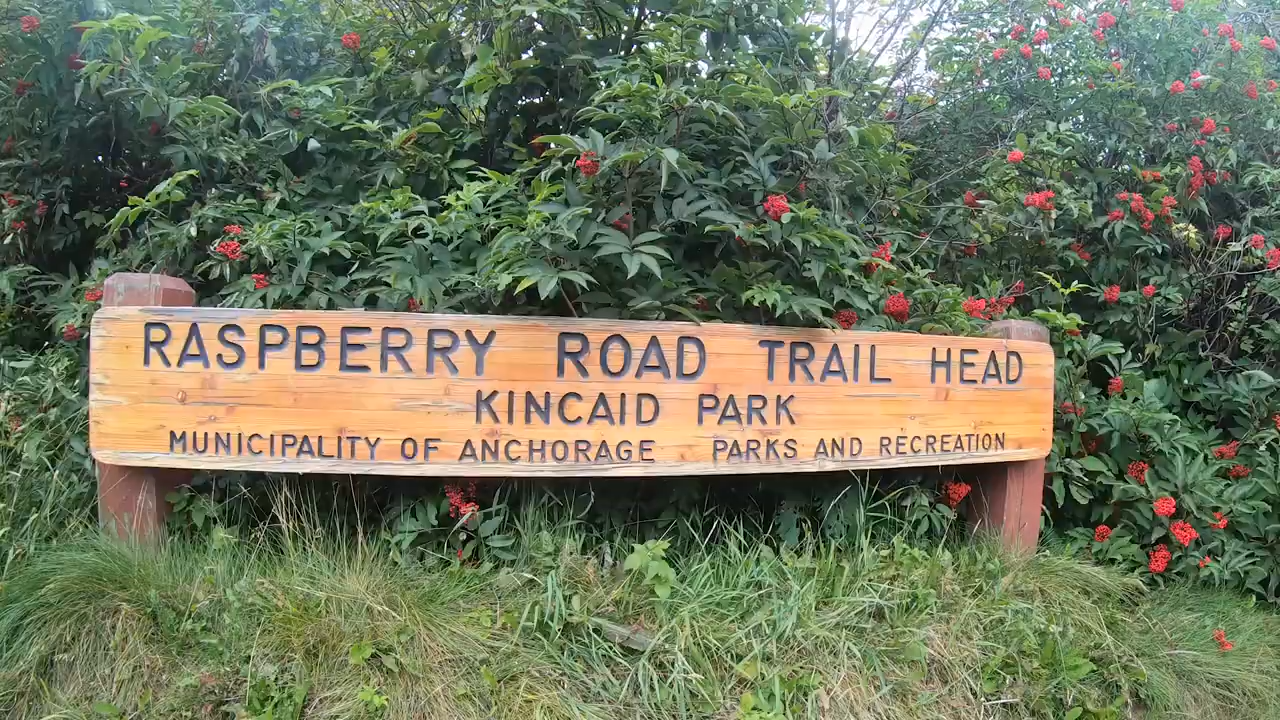 RASPBERRY ROAD TRAIL HEAD
KINCAID PARK
MUNICIPALITY OF ANCHORAGE PARKS AND RECREATION